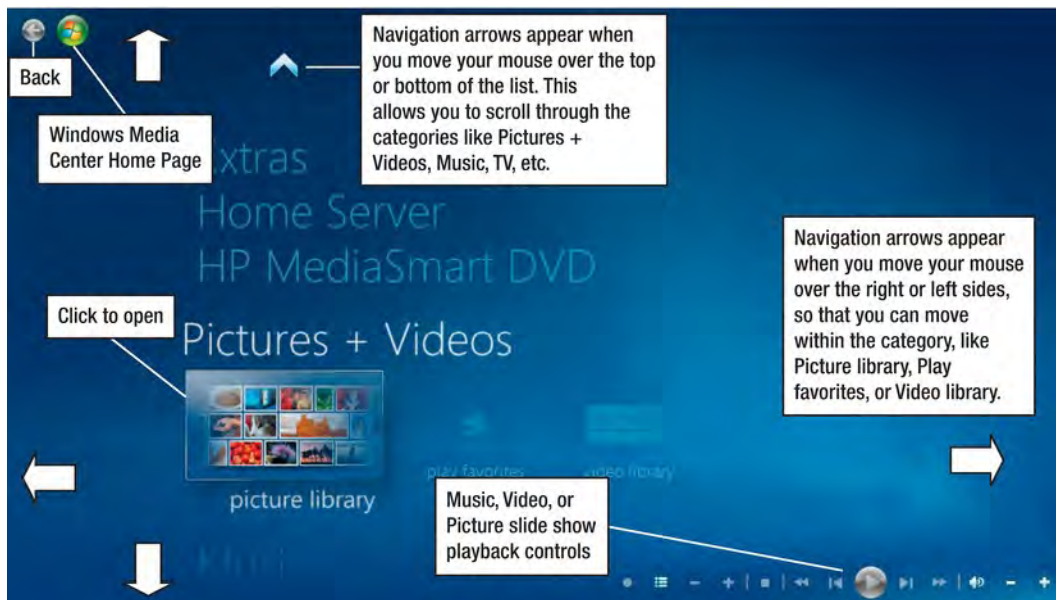 Back
Windows Media
Center Home Page
Navigation arrows appear when
you move your mouse over the top
or bottom of the list. This
allows you to scroll through the
categories like Pictures +
Videos, Music, TV, etc.
xtras
Home Server
HP MediaSmart DVD
Navigation arrows appear
when you move your mouse
over the right or left sides,
so that you can move
within the category, like
Picture library, Play
favorites, or Video library.
Click to open
Pictures + Videos
play favorites
video library
picture library
Music, Video, or
Picture slide show
playback controls